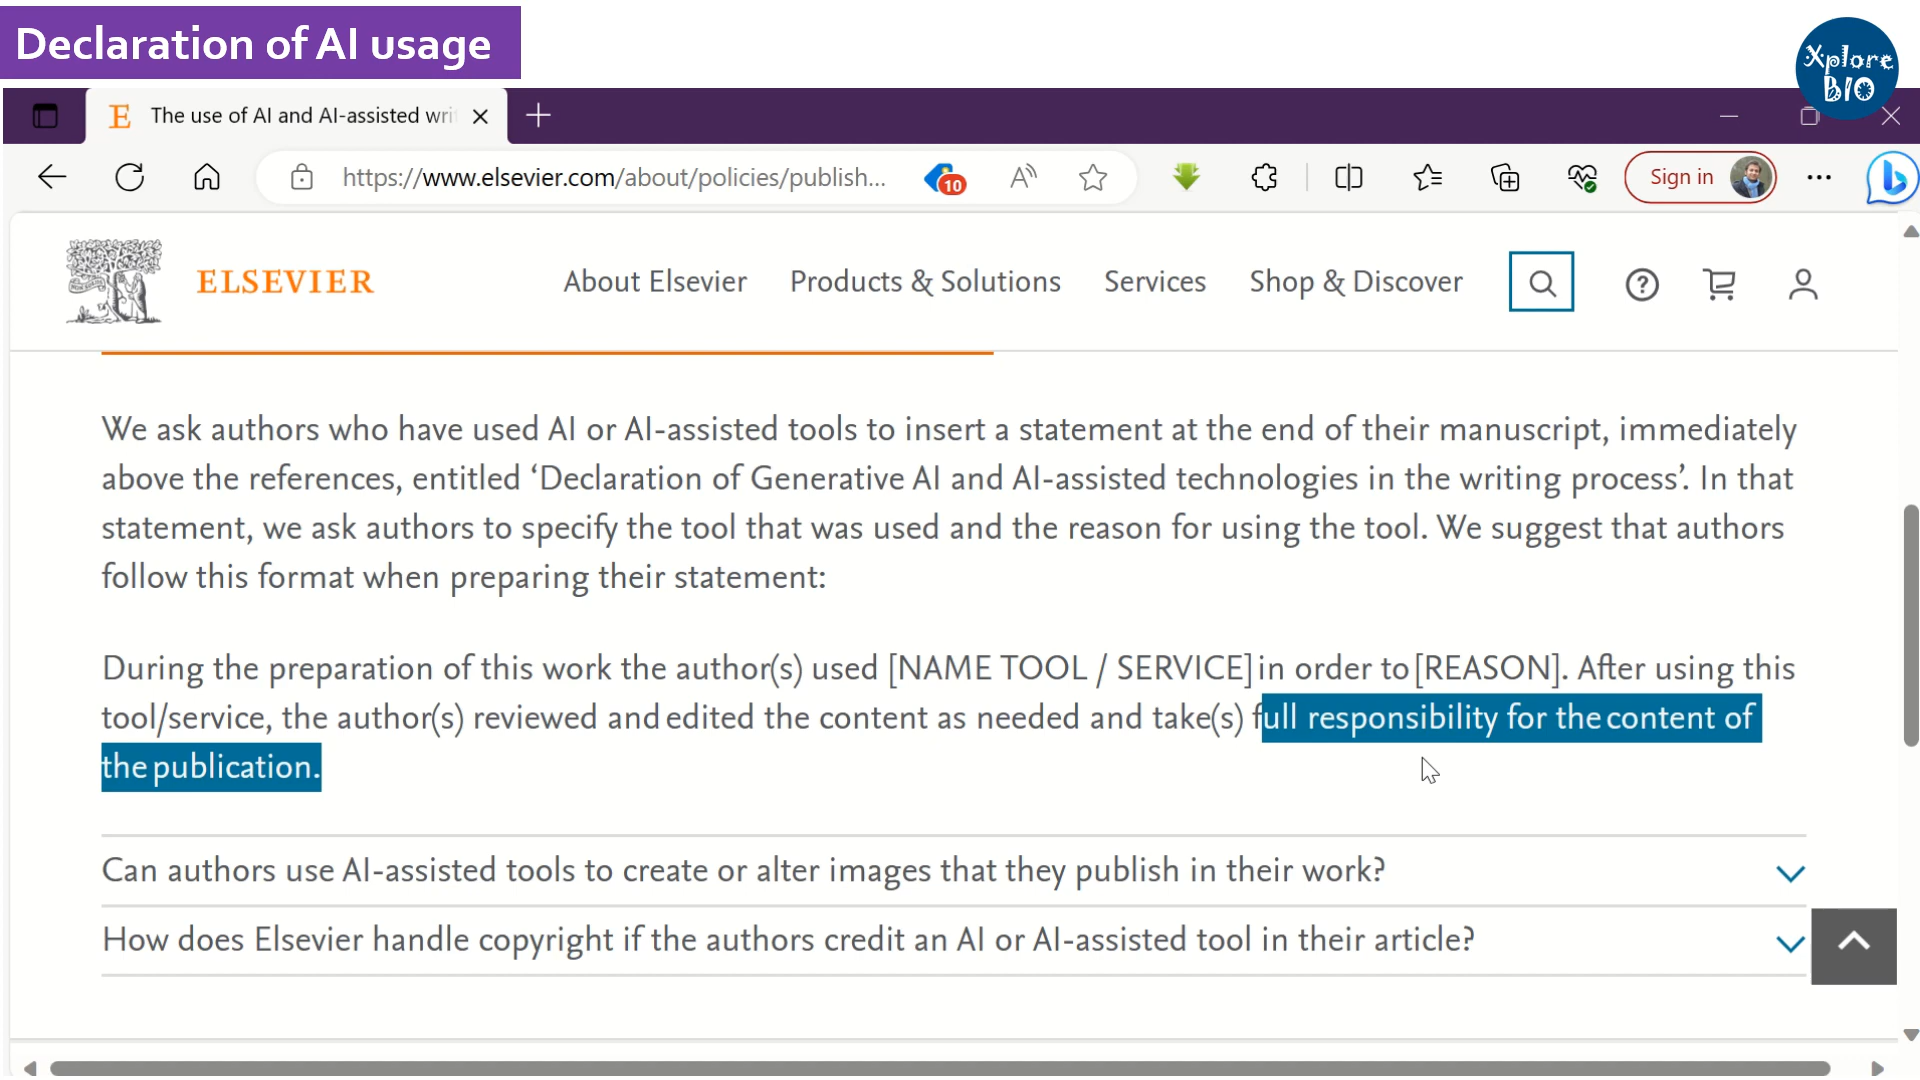 Declaration of AI usage
Xplore
BIO
The use of AI and AI-assisted wri
https://www.elsevier.com/about/policies/publish...
10
Sign in
ELSEVIER
About Elsevier
Products & Solutions
Services
Shop & Discover
We ask authors who have used AI or AI-assisted tools to insert a statement at the end of their manuscript, immediately
above the references, entitled ‘Declaration of Generative AI and AI-assisted technologies in the writing process’. In that
statement, we ask authors to specify the tool that was used and the reason for using the tool. We suggest that authors
follow this format when preparing their statement:
During the preparation of this work the author(s) used [NAME TOOL / SERVICE] in order to [REASON]. After using this
tool/service, the author(s) reviewed and edited the content as needed and take(s) full responsibility for the content of
the publication.
Can authors use AI-assisted tools to create or alter images that they publish in their work?
How does Elsevier handle copyright if the authors credit an AI or AI-assisted tool in their article?